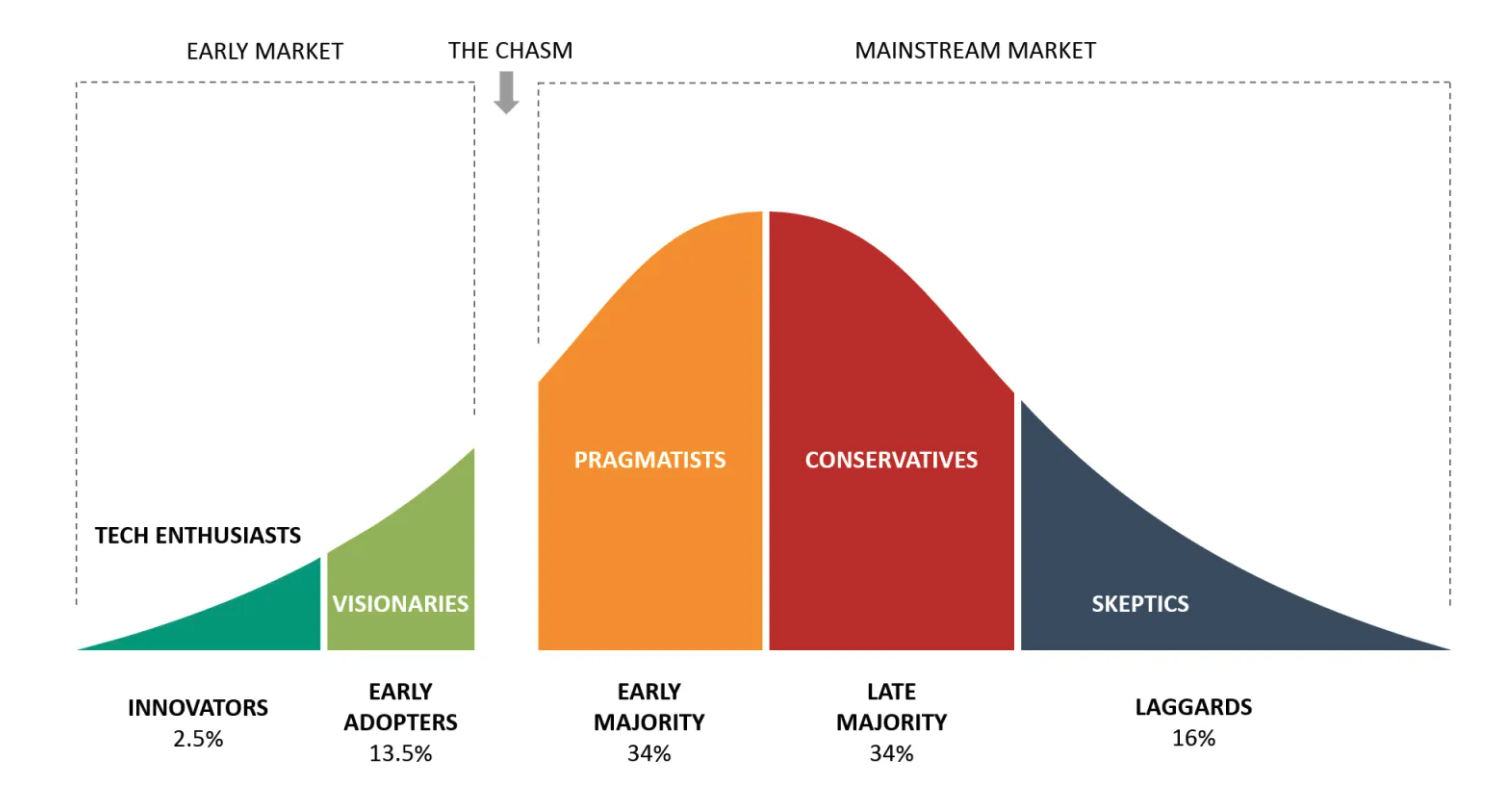 EARLY MARKET
THE CHASM
MAINSTREAM MARKET
TECH ENTHUSIASTS
VISIONARIES
PRAGMATISTS
CONSERVATIVES
SKEPTICS
INNOVATORS
2.5%
EARLY
ADOPTERS
13.5%
EARLY
MAJORITY
34%
LATE
MAJORITY
34%
LAGGARDS
16%